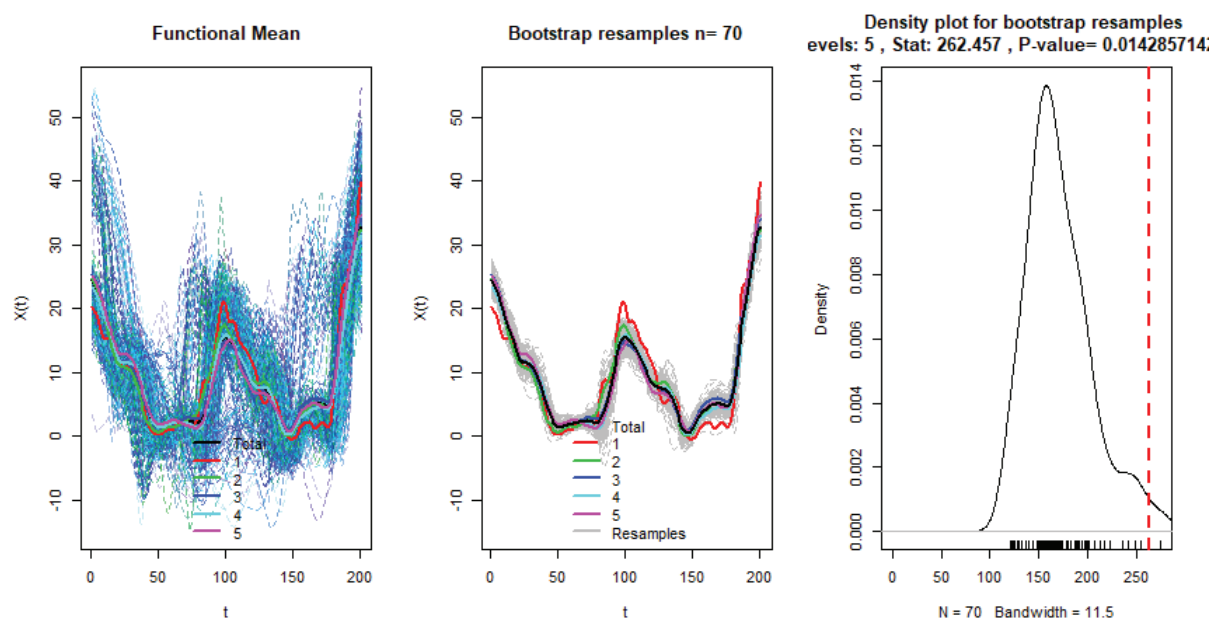 Functional Mean
X(t)
50
40
30
20
10
0
-10
Total
1
2
3
4
5
0 50 100 150 200
t
Bootstrap resamples n= 70
X(t)
50
40
30
20
10
0
-10
Total
1
2
3
4
5
Resamples
0 50 100 150 200
t
Density plot for bootstrap resamples
evels: 5 , Stat: 262.457 , P-value= 0.014285714
Density
0.014
0.012
0.010
0.008
0.006
0.004
0.002
0.000
0 50 100 150 200 250
N = 70 Bandwidth = 11.5